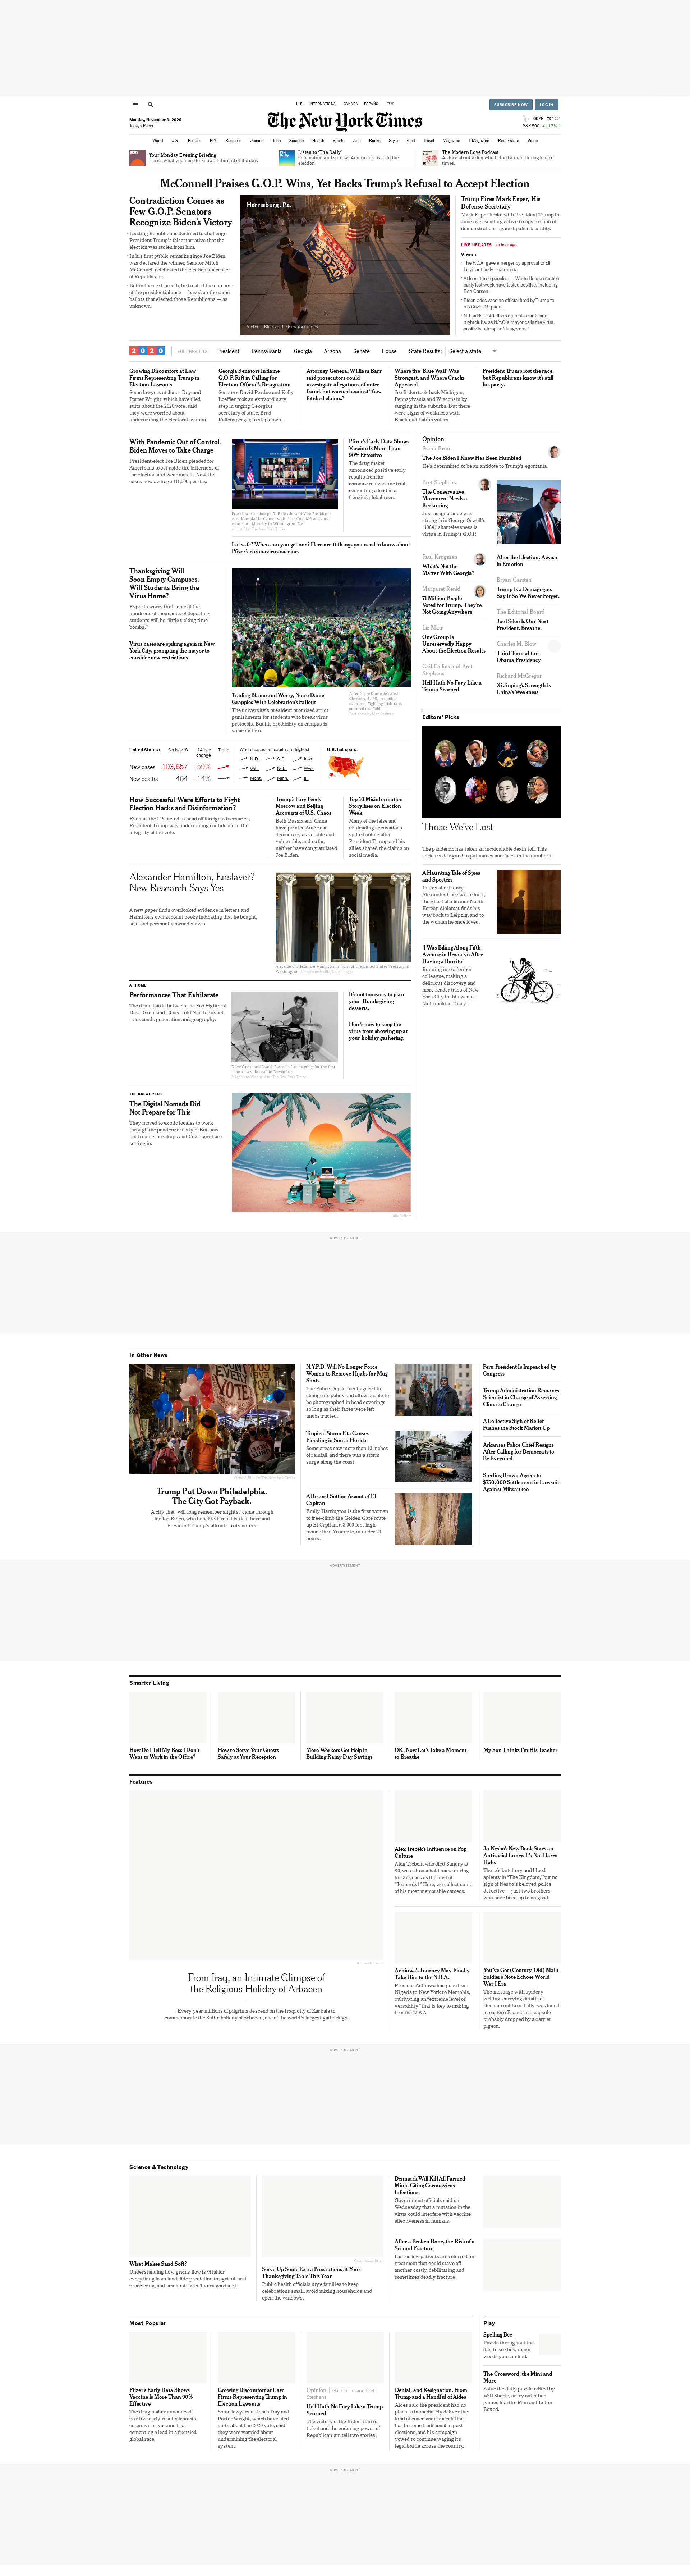 U.S.
INTERNATIONAL
CANADA
ESPAÑOL
中文
SUBSCRIBE NOW
LOG IN
Monday, November 9, 2020
Today's Paper
The New York Times
S&P 500 +1.17%
World
U.S.
Politics
N.Y.
Business
Opinion
Tech
Science
Health
Sports
Arts
Books
Style
Food
Travel
Magazine
T Magazine
Real Estate
Video
Your Monday Evening Briefing
Here's what you need to know at the end of the day.
Listen to 'The Daily'
Celebration and sorrow: Americans react to the
election.
The Modern Love Podcast
A story about a dog who helped a man through hard
times.
McConnell Praises G.O.P. Wins, Yet Backs Trump's Refusal to Accept Election
Contradiction Comes as
Few G.O.P. Senators
Recognize Biden's Victory
Leading Republicans declined to challenge
President Trump's false narrative that the
election was stolen from him.
In his first public remarks since Joe Biden
was declared the winner, Senator Mitch
McConnell celebrated the election successes
of Republicans.
But in the next breath, he treated the outcome
of the presidential race — based on the same
ballots that elected those Republicans — as
unknown.
Harrisburg, Pa.
Victor J. Blue for The New York Times
Trump Fires Mark Esper, His
Defense Secretary
Mark Esper broke with President Trump in
June over sending active troops to control
demonstrations against police brutality.
LIVE UPDATES an hour ago
Virus ›
The F.D.A. gave emergency approval to Eli
Lilly's antibody treatment.
At least three people at a White House election
party last week have tested positive, including
Ben Carson.
Biden adds vaccine official fired by Trump to
his Covid-19 panel.
N.J. adds restrictions on restaurants and
nightclubs, as N.Y.C.'s mayor calls the virus
positivity rate spike 'dangerous.'
2020
FULL RESULTS
President
Pennsylvania
Georgia
Arizona
Senate
House
State Results:
Select a state
Growing Discomfort at Law
Firms Representing Trump in
Election Lawsuits
Some lawyers at Jones Day and
Porter Wright, which have filed
suits about the 2020 vote, said
they were worried about
undermining the electoral system.
Georgia Senators Inflame
G.O.P. Rift in Calling for
Election Official's Resignation
Senators David Perdue and Kelly
Loeffler took an extraordinary
step in urging Georgia's
secretary of state, Brad
Raffensperger, to step down.
Attorney General William Barr
said prosecutors could
investigate allegations of voter
fraud, but warned against "far-
fetched claims."
Where the 'Blue Wall' Was
Strongest, and Where Cracks
Appeared
Joe Biden took back Michigan,
Pennsylvania and Wisconsin by
surging in the suburbs. But there
were signs of weakness with
Black and Latino voters.
President Trump lost the race,
but Republicans know it's still
his party.
With Pandemic Out of Control,
Biden Moves to Take Charge
President-elect Joe Biden pleaded for
Americans to set aside the bitterness of
the election and wear masks. New U.S.
cases now average 111,000 per day.
Pfizer's Early Data Shows
Vaccine Is More Than
90% Effective
The drug maker
announced positive early
results from its
coronavirus vaccine trial,
cementing a lead in a
frenzied global race.
Is it safe? When can you get one? Here are 11 things you need to know about
Pfizer's coronavirus vaccine.
Thanksgiving Will
Soon Empty Campuses.
Will Students Bring the
Virus Home?
Experts worry that some of the
hundreds of thousands of departing
students will be "little ticking time
bombs."
Virus cases are spiking again in New
York City, prompting the mayor to
consider new restrictions.
Trading Blame and Worry, Notre Dame
Grapples With Celebration's Fallout
The university's president promised strict
punishments for students who break virus
protocols. But his credibility on campus is
wearing thin.
United States ›
On Nov. 8
14-day
change
Trend
New cases 103,657 +59%
New deaths 464 +14%
Where cases per capita are highest
N.D.
S.D.
Iowa
Wis.
Neb.
Wyo.
Mont.
Minn.
Ill.
U.S. hot spots ›
How Successful Were Efforts to Fight
Election Hacks and Disinformation?
Even as the U.S. acted to head off foreign adversaries,
President Trump was undermining confidence in the
integrity of the vote.
Trump's Fury Feeds
Moscow and Beijing
Accounts of U.S. Chaos
Both Russia and China
have painted American
democracy as volatile and
vulnerable, and so far,
neither have congratulated
Joe Biden.
Top 10 Misinformation
Storylines on Election
Week
Many of the false and
misleading accusations
spiked online after
President Trump and his
allies shared the claims on
social media.
Alexander Hamilton, Enslaver?
New Research Says Yes
A new paper finds overlooked evidence in letters and
Hamilton's own account books indicating that he bought,
sold and personally owned slaves.
AT HOME
Performances That Exhilarate
The drum battle between the Foo Fighters'
Dave Grohl and 10-year-old Nandi Bushell
transcends generation and geography.
It's not too early to plan
your Thanksgiving
desserts.
Here's how to keep the
virus from showing up at
your holiday gathering.
THE GREAT READ
The Digital Nomads Did
Not Prepare for This
They moved to exotic locales to work
through the pandemic in style. But now
tax trouble, breakups and Covid guilt are
setting in.
Opinion
Frank Bruni
The Joe Biden I Know Has Been Humbled
He's determined to be an antidote to Trump's egomania.
Bret Stephens
The Conservative
Movement Needs a
Reckoning
Just as ignorance was
strength in George Orwell's
"1984," shamelessness is
virtue in Trump's G.O.P.
Paul Krugman
What's Not the
Matter With Georgia?
After the Election, Awash
in Emotion
Margaret Renkl
71 Million People
Voted for Trump. They're
Not Going Anywhere.
Bryan Garsten
Trump Is a Demagogue.
Say It So We Never Forget.
The Editorial Board
Joe Biden Is Our Next
President. Breathe.
Liz Mair
One Group Is
Unreservedly Happy
About the Election Results
Charles M. Blow
Third Term of the
Obama Presidency
Gail Collins and Bret
Stephens
Hell Hath No Fury Like a
Trump Scorned
Richard McGregor
Xi Jinping's Strength Is
China's Weakness
Editors' Picks
Those We've Lost
The pandemic has taken an incalculable death toll. This
series is designed to put names and faces to the numbers.
A Haunting Tale of Spies
and Specters
In this short story
Alexander Chee wrote for T,
the ghost of a former North
Korean diplomat finds his
way back to Leipzig, and to
the woman he once loved.
'I Was Biking Along Fifth
Avenue in Brooklyn After
Having a Burrito'
Running into a former
colleague, making a
delicious discovery and
more reader tales of New
York City in this week's
Metropolitan Diary.
ADVERTISEMENT
In Other News
Trump Put Down Philadelphia.
The City Got Payback.
A city that "will long remember slights," came through
for Joe Biden, who benefited from his ties there and
President Trump's affronts to its voters.
N.Y.P.D. Will No Longer Force
Women to Remove Hijabs for Mug
Shots
The Police Department agreed to
change its policy and allow people to
be photographed in head coverings
as long as their faces were left
unobstructed.
Tropical Storm Eta Causes
Flooding in South Florida
Some areas saw more than 13 inches
of rainfall, and there was a storm
surge along the coast.
A Record-Setting Ascent of El
Capitan
Emily Harrington is the first woman
to free-climb the Golden Gate route
up El Capitan, a 3,000-foot-high
monolith in Yosemite, in under 24
hours.
Peru President Is Impeached by
Congress
Trump Administration Removes
Scientist in Charge of Assessing
Climate Change
A Collective Sigh of Relief
Pushes the Stock Market Up
Arkansas Police Chief Resigns
After Calling for Democrats to
Be Executed
Sterling Brown Agrees to
$750,000 Settlement in Lawsuit
Against Milwaukee
ADVERTISEMENT
Smarter Living
How Do I Tell My Boss I Don't
Want to Work in the Office?
How to Serve Your Guests
Safely at Your Reception
More Workers Get Help in
Building Rainy Day Savings
OK, Now Let's Take a Moment
to Breathe
My Son Thinks I'm His Teacher
Features
From Iraq, an Intimate Glimpse of
the Religious Holiday of Arbaeen
Every year, millions of pilgrims descend on the Iraqi city of Karbala to
commemorate the Shiite holiday of Arbaeen, one of the world's largest gatherings.
Alex Trebek's Influence on Pop
Culture
Alex Trebek, who died Sunday at
80, was a household name during
his 37 years as the host of
"Jeopardy!" Here, we collect some
of his most memorable cameos.
Jo Nesbo's New Book Stars an
Antisocial Loner. It's Not Harry
Hole.
There's butchery and blood
aplenty in "The Kingdom," but no
sign of Nesbo's beloved police
detective — just two brothers
who have been up to no good.
Achiuwa's Journey May Finally
Take Him to the N.B.A.
Precious Achiuwa has gone from
Nigeria to New York to Memphis,
cultivating an "extreme level of
versatility" that is key to making
it in the N.B.A.
You've Got (Century-Old) Mail:
Soldier's Note Echoes World
War I Era
The message with spidery
writing, carrying details of
German military drills, was found
in eastern France in a capsule
probably dropped by a carrier
pigeon.
ADVERTISEMENT
Science & Technology
What Makes Sand Soft?
Understanding how grains flow is vital for
everything from landslide prediction to agricultural
processing, and scientists aren't very good at it.
Serve Up Some Extra Precautions at Your
Thanksgiving Table This Year
Public health officials urge families to keep
celebrations small, avoid mixing households and
open the windows.
Denmark Will Kill All Farmed
Mink, Citing Coronavirus
Infections
Government officials said on
Wednesday that a mutation in the
virus could interfere with vaccine
effectiveness in humans.
After a Broken Bone, the Risk of a
Second Fracture
Far too few patients are referred for
treatment that could stave off
another costly, debilitating and
sometimes deadly fracture.
Most Popular
Pfizer's Early Data Shows
Vaccine Is More Than 90%
Effective
The drug maker announced
positive early results from its
coronavirus vaccine trial,
cementing a lead in a frenzied
global race.
Growing Discomfort at Law
Firms Representing Trump in
Election Lawsuits
Some lawyers at Jones Day and
Porter Wright, which have filed
suits about the 2020 vote, said
they were worried about
undermining the electoral
system.
Opinion | Gail Collins and Bret
Stephens
Hell Hath No Fury Like a Trump
Scorned
The victory of the Biden-Harris
ticket and the enduring power of
Republicanism tell two stories.
Denial, and Resignation, From
Trump and a Handful of Aides
Aides said the president had no
plans to immediately deliver the
kind of concession speech that
has become traditional in past
elections, and his campaign
vowed to continue waging its
legal battle across the country.
Play
Spelling Bee
Puzzle throughout the
day to see how many
words you can find.
The Crossword, the Mini and
More
Solve the daily puzzle edited by
Will Shortz, or try out other
games like the Mini and Letter
Boxed.
ADVERTISEMENT